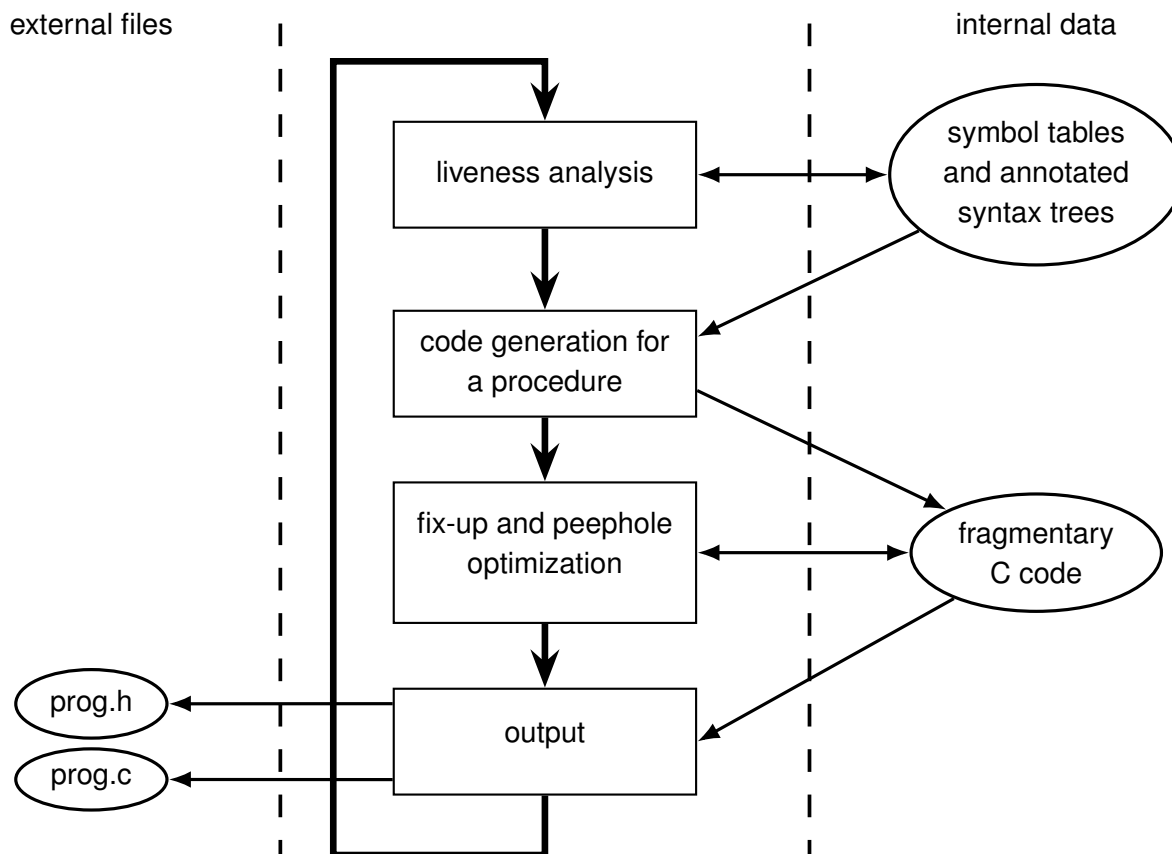 external files
internal data
symbol tables
and annotated
syntax trees
liveness analysis
code generation for
a procedure
fix-up and peephole
optimization
fragmentary
C code
prog.h
output
prog.c